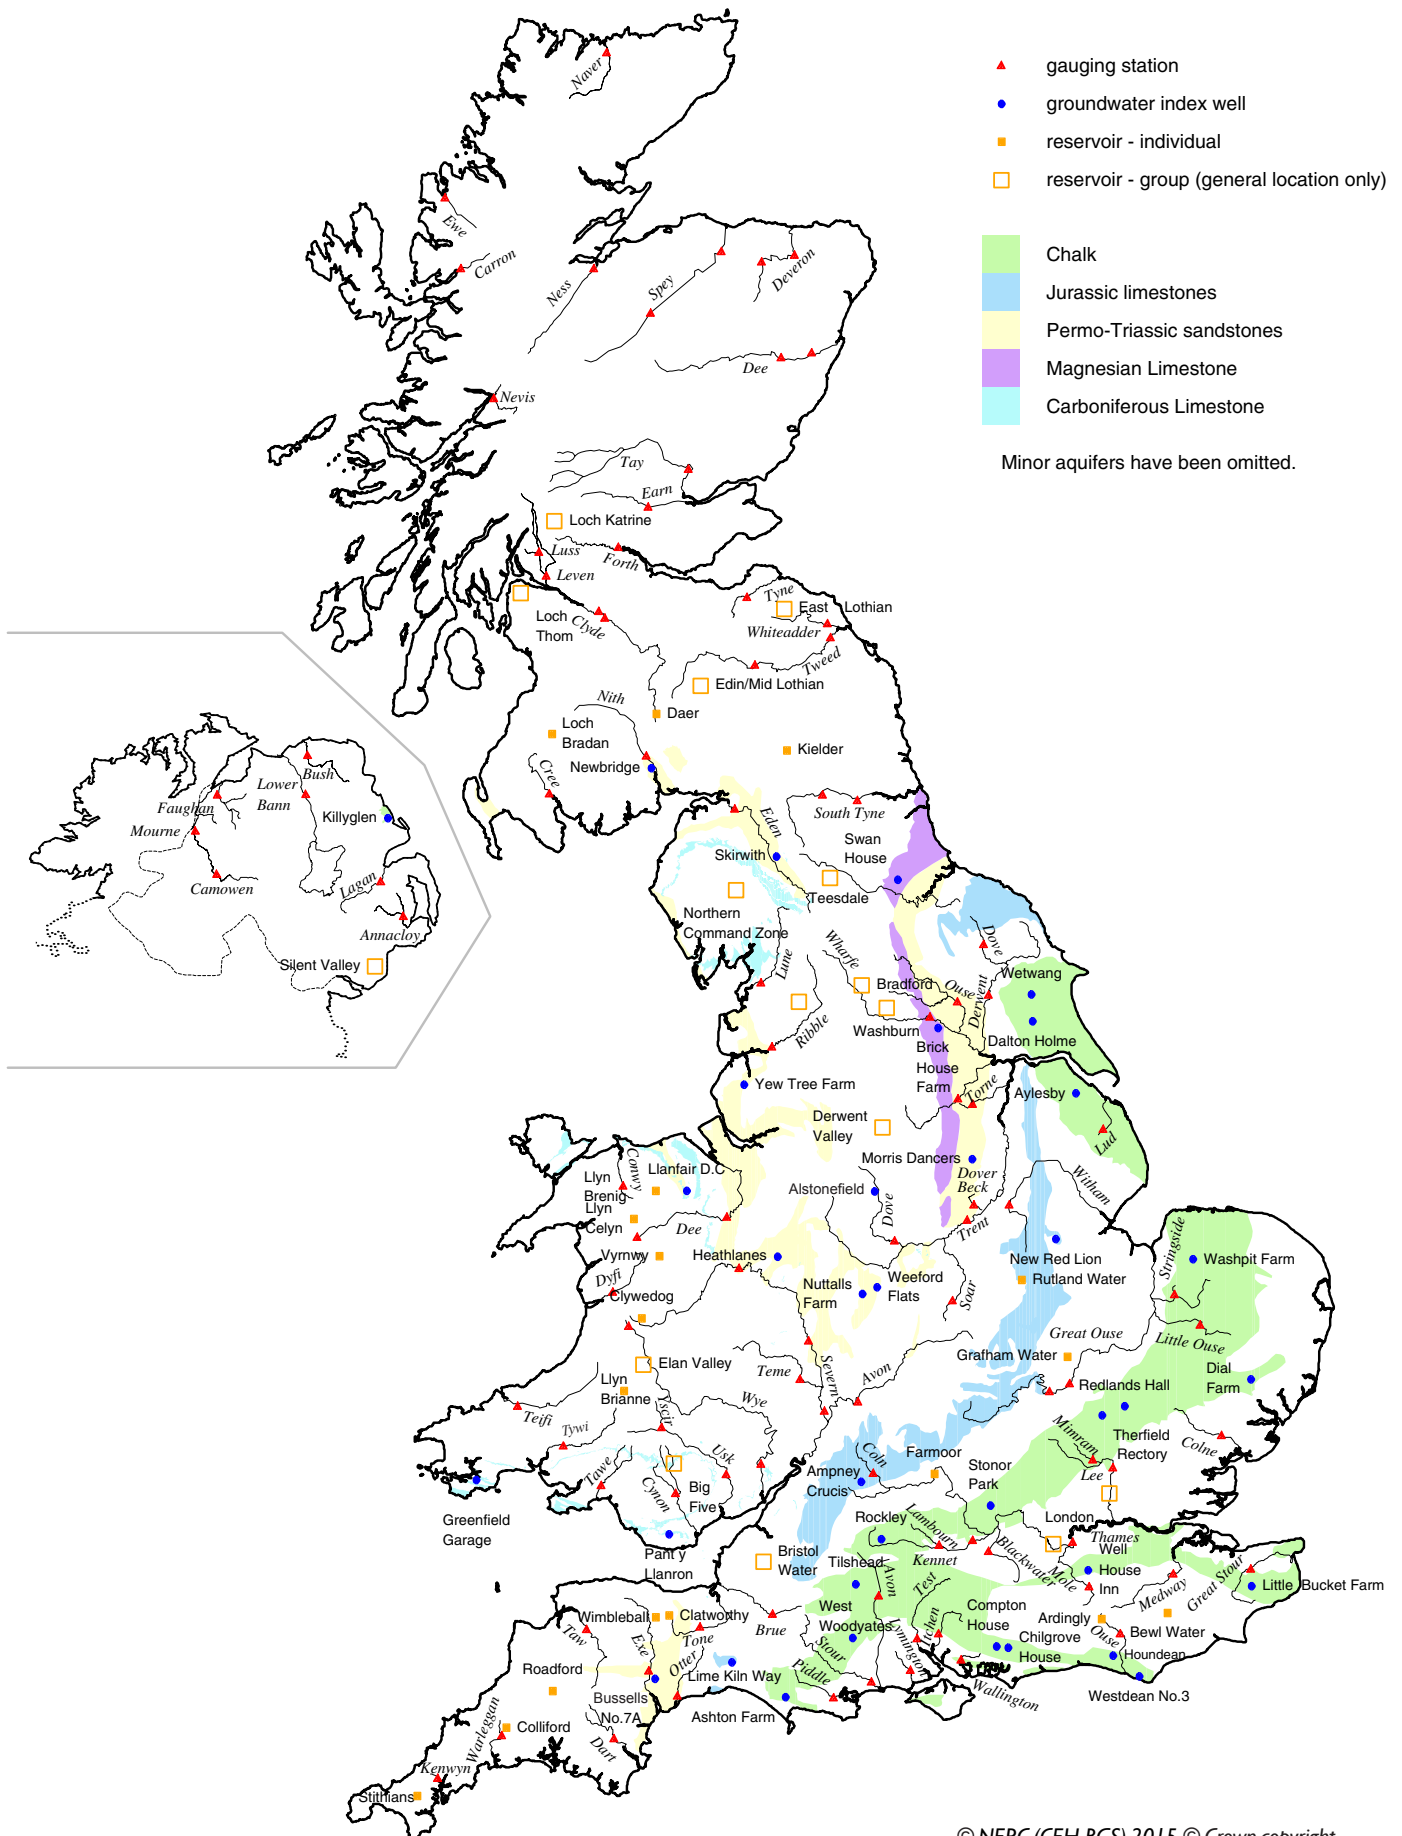 gauging station
groundwater index well
reservoir - individual
reservoir - group (general location only)
Chalk
Jurassic limestones
Permo-Triassic sandstones
Magnesian Limestone
Carboniferous Limestone
Minor aquifers have been omitted.
Naver
Ewe
Carron
Ness
Spey
Deveron
Dee
Nevis
Tay
Earn
Loch Katrine
Luss
Forth
Leven
Loch
Thom
Clyde
Tyne
East Lothian
Whiteadder
Tweed
Edin/Mid Lothian
Nith
Daer
Loch
Bradan
Kielder
Newbridge
Cree
Bush
Lower
Bann
Faughan
Killyglen
Mourne
Camowen
Lagan
Annacloy
Silent Valley
Eden
South Tyne
Swan
House
Skirwith
Teesdale
Northern
Command Zone
Lune
Wharfe
Dove
Wetwang
Bradford
Ouse
Derwent
Washburn
Ribble
Brick
House
Farm
Dalton Holme
Yew Tree Farm
Torne
Aylesby
Derwent
Valley
Lud
Morris Dancers
Dover
Beck
Conwy
Llanfair D.C
Llyn
Brenig
Llyn
Celyn
Alstonefield
Dove
Witham
Dee
Trent
Vyrnwy
Heathlanes
New Red Lion
Rutland Water
Stringside
Washpit Farm
Dyfi
Clywedog
Nuttalls
Farm
Weeford
Flats
Soar
Great Ouse
Little Ouse
Grafham Water
Elan Valley
Teme
Severn
Avon
Dial
Farm
Llyn
Brianne
Redlands Hall
Wye
Yscir
Teifi
Tywi
Mimram
Therfield
Rectory
Colne
Usk
Tawe
Cynon
Big
Five
Coln
Farmoor
Ampney
Crucis
Stonor
Park
Lee
Greenfield
Garage
Rockley
Lambourn
London
Thames
Pant y
Llanron
Bristol
Water
Tilshead
Kennet
Blackwater
Well
House
Inn
Mole
Avon
Test
Medway
Great Stour
Little Bucket Farm
West
Woodyates
Compton
House
Itchen
Chilgrove
House
Ardingly
Ouse
Bewl Water
Wimbleball
Clatworthy
Taw
Exe
Tone
Brue
Stour
Lymington
Houndean
Roadford
Otter
Lime Kiln Way
Piddle
Wallington
Westdean No.3
Bussells
No.7A
Ashton Farm
Warleggan
Colliford
Dart
Kenwyn
Stithians
© NERC (CEH BGS) 2015 © Crown copyright